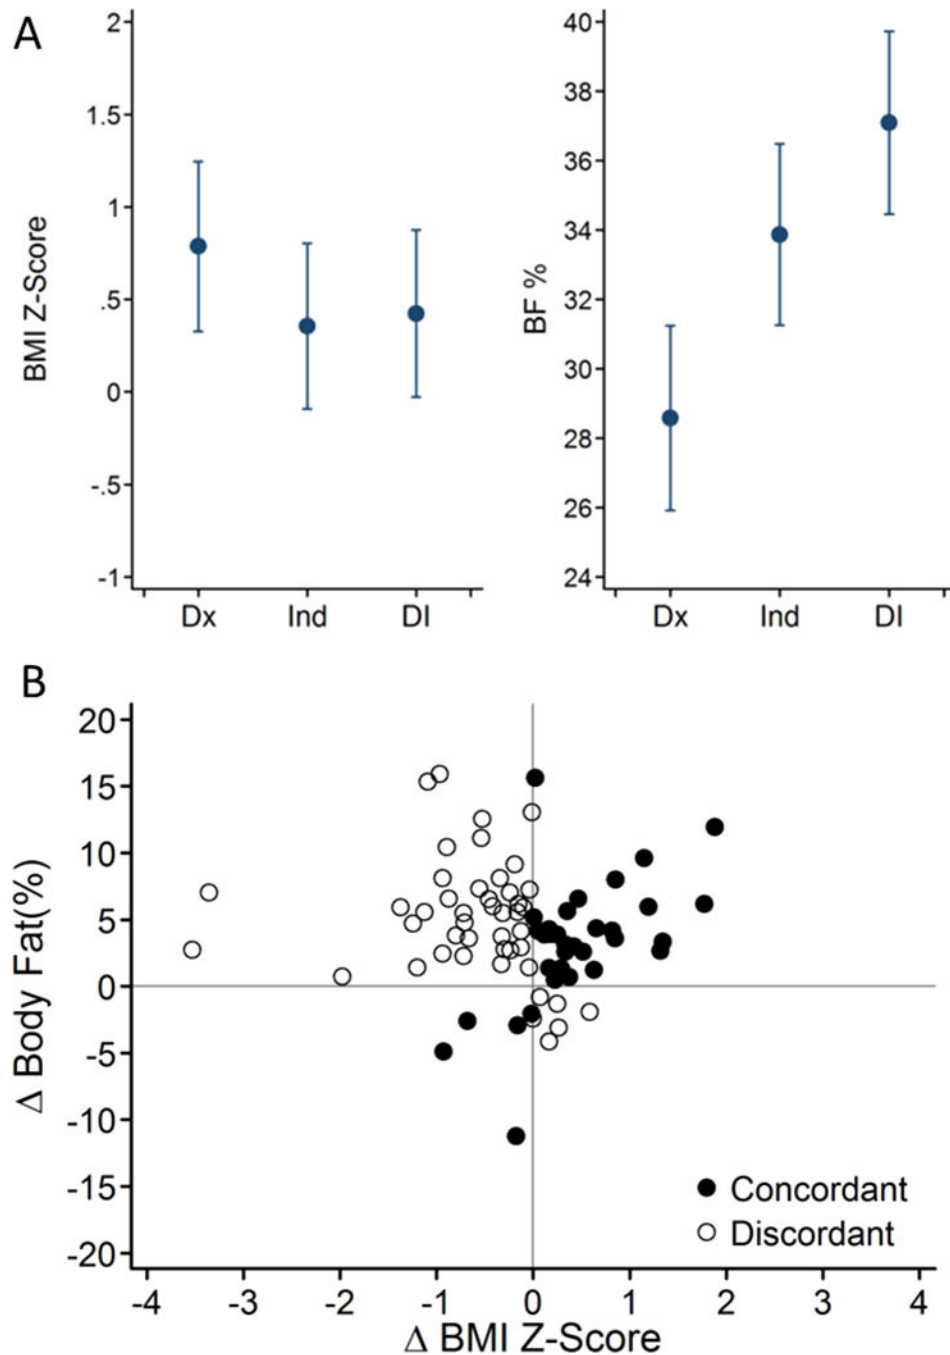 A
BMI Z-Score
2
1.5
1
.5
0
-.5
-1
Dx Ind DI
BF %
40
38
36
34
32
30
28
26
24
Dx Ind DI
B
Δ Body Fat(%)
20
15
10
5
0
-5
-10
-15
-20
Concordant
Discordant
-4 -3 -2 -1 0 1 2 3 4
Δ BMI Z-Score